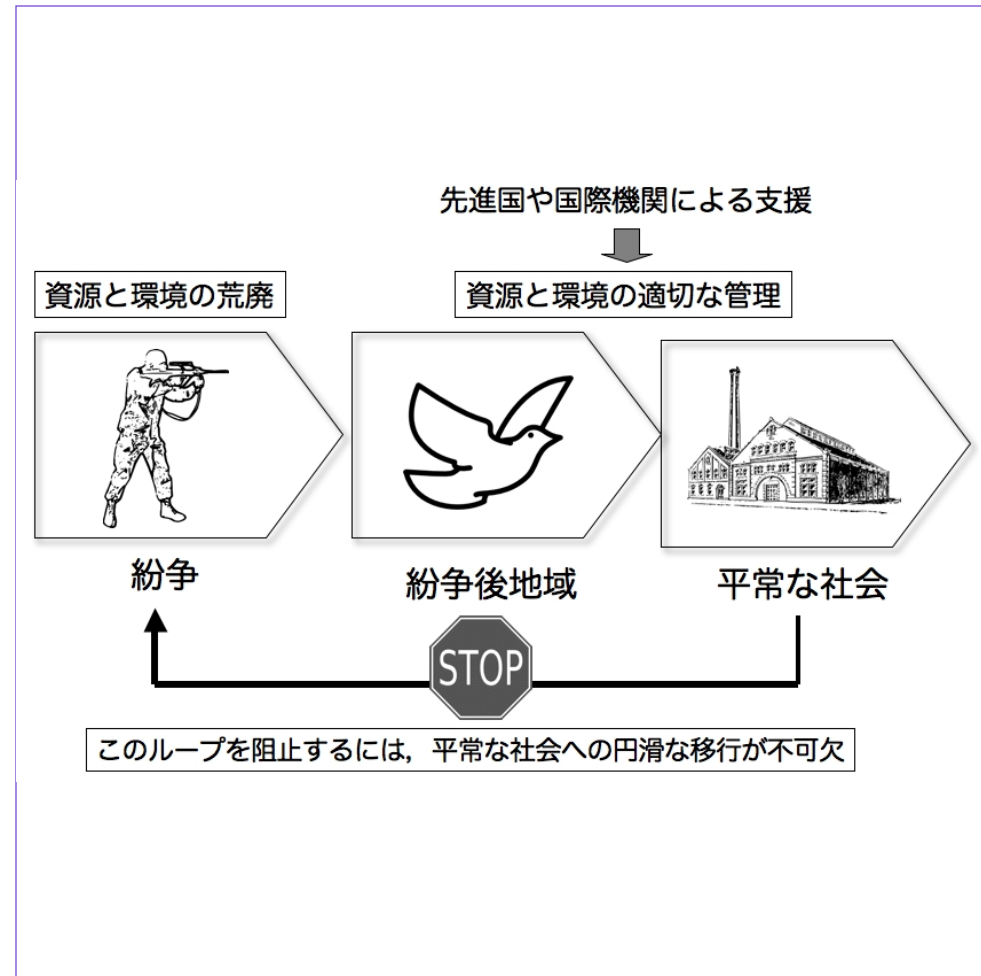 先進国や国際機関による支援
資源と環境の荒廃
資源と環境の適切な管理
紛争
紛争後地域
平常な社会
STOP
このループを阻止するには，平常な社会への円滑な移行が不可欠